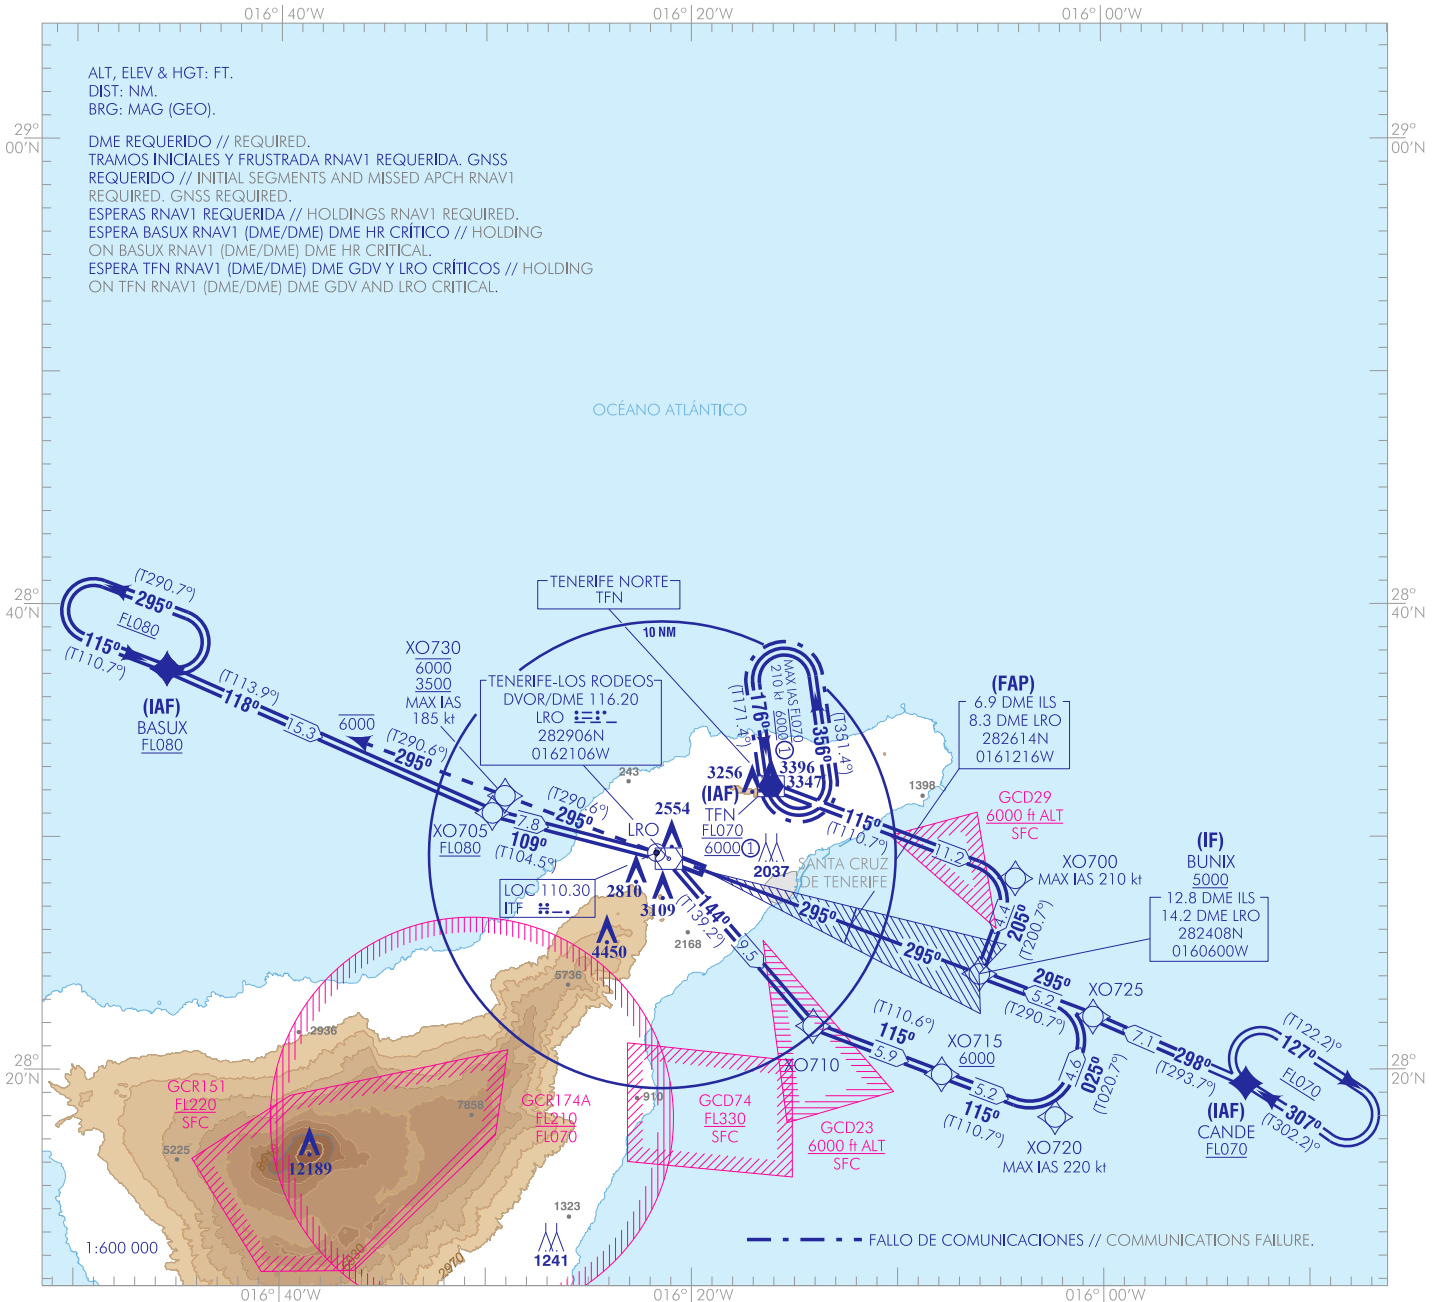 016° 40'W
016° 20'W
016° 00'W
ALT, ELEV & HGT: FT.
DIST: NM.
BRG: MAG (GEO).
DME REQUERIDO // REQUIRED.
TRAMOS INICIALES Y FRUSTRADA RNAV1 REQUERIDA. GNSS
REQUERIDO // INITIAL SEGMENTS AND MISSED APCH RNAV1
REQUIRED. GNSS REQUIRED.
ESPERAS RNAV1 REQUERIDA // HOLDINGS RNAV1 REQUIRED.
ESPERA BASUX RNAV1 (DME/DME) DME HR CRÍTICO // HOLDING
ON BASUX RNAV1 (DME/DME) DME HR CRITICAL.
ESPERA TFN RNAV1 (DME/DME) DME GDV Y LRO CRÍTICOS // HOLDING
ON TFN RNAV1 (DME/DME) DME GDV AND LRO CRITICAL.
29°
00'N
29°
00'N
OCÉANO ATLÁNTICO
28°
40'N
28°
40'N
(T290.7°)
295°
FL080
115°
(T110.7°)
(IAF)
BASUX
FL080
(T113.9°)
118°
15.3
6000
(T290.6°)
295°
XO730
6000
3500
MAX IAS
185 kt
TENERIFE NORTE
TFN
10 NM
TENERIFE-LOS RODEOS
DVOR/DME 116.20
LRO
282906N
0162106W
MAX IAS FL070
210 kt 6000 ①
176°
(T171.4°)
356°
(T351.4°)
(FAP)
6.9 DME ILS
8.3 DME LRO
282614N
0161216W
243
3256
3396
3347
(IAF)
TFN
FL070
6000 ①
1398
GCD29
6000 ft ALT
SFC
XO705
FL080
7.8
109°
(T104.5°)
(T290.6°)
295°
LRO
2554
115°
(T110.7°)
11.2
2037
SANTA CRUZ
DE TENERIFE
XO700
MAX IAS 210 kt
(IF)
BUNIX
5000
12.8 DME ILS
14.2 DME LRO
282408N
0160600W
LOC 110.30
ITF
2810
3109
144°
(T139.2°)
9.5
295°
295°
4.4
205°
(T200.7°)
4450
2168
5736
295°
5.2
(T290.7°)
XO725
2936
(T110.6°)
115°
5.9
XO710
XO715
6000
5.2
115°
(T110.7°)
4.6
025°
(T020.7°)
7.1
298°
(T293.7°)
(T122.2)°
127°
FL070
307°
(T302.2)°
(IAF)
CANDE
FL070
XO720
MAX IAS 220 kt
28°
20'N
28°
20'N
GCR151
FL220
SFC
GCR174A
FL210
FL070
910
GCD74
FL330
SFC
GCD23
6000 ft ALT
SFC
7858
5225
12189
1323
1241
2970
1:600 000
FALLO DE COMUNICACIONES // COMMUNICATIONS FAILURE.
016° 40'W
016° 20'W
016° 00'W